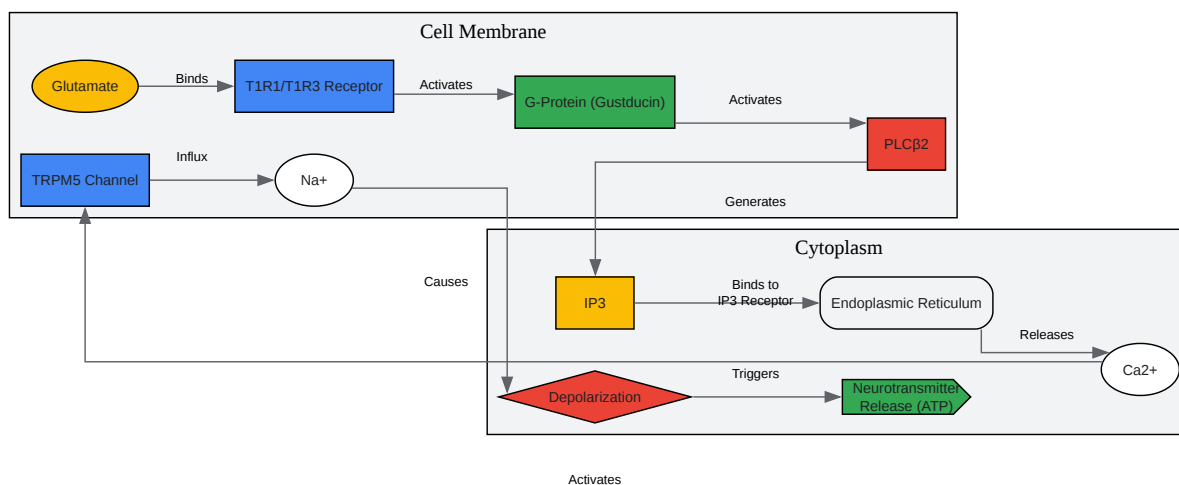 Cell Membrane
Glutamate
Binds
T1R1/T1R3 Receptor
Activates
G-Protein (Gustducin)
Activates
PLCβ2
TRPM5 Channel
Influx
Na+
Generates
Cytoplasm
Causes
IP3
Binds to
IP3 Receptor
Endoplasmic Reticulum
Releases
Ca2+
Depolarization
Triggers
Neurotransmitter
Release (ATP)
Activates